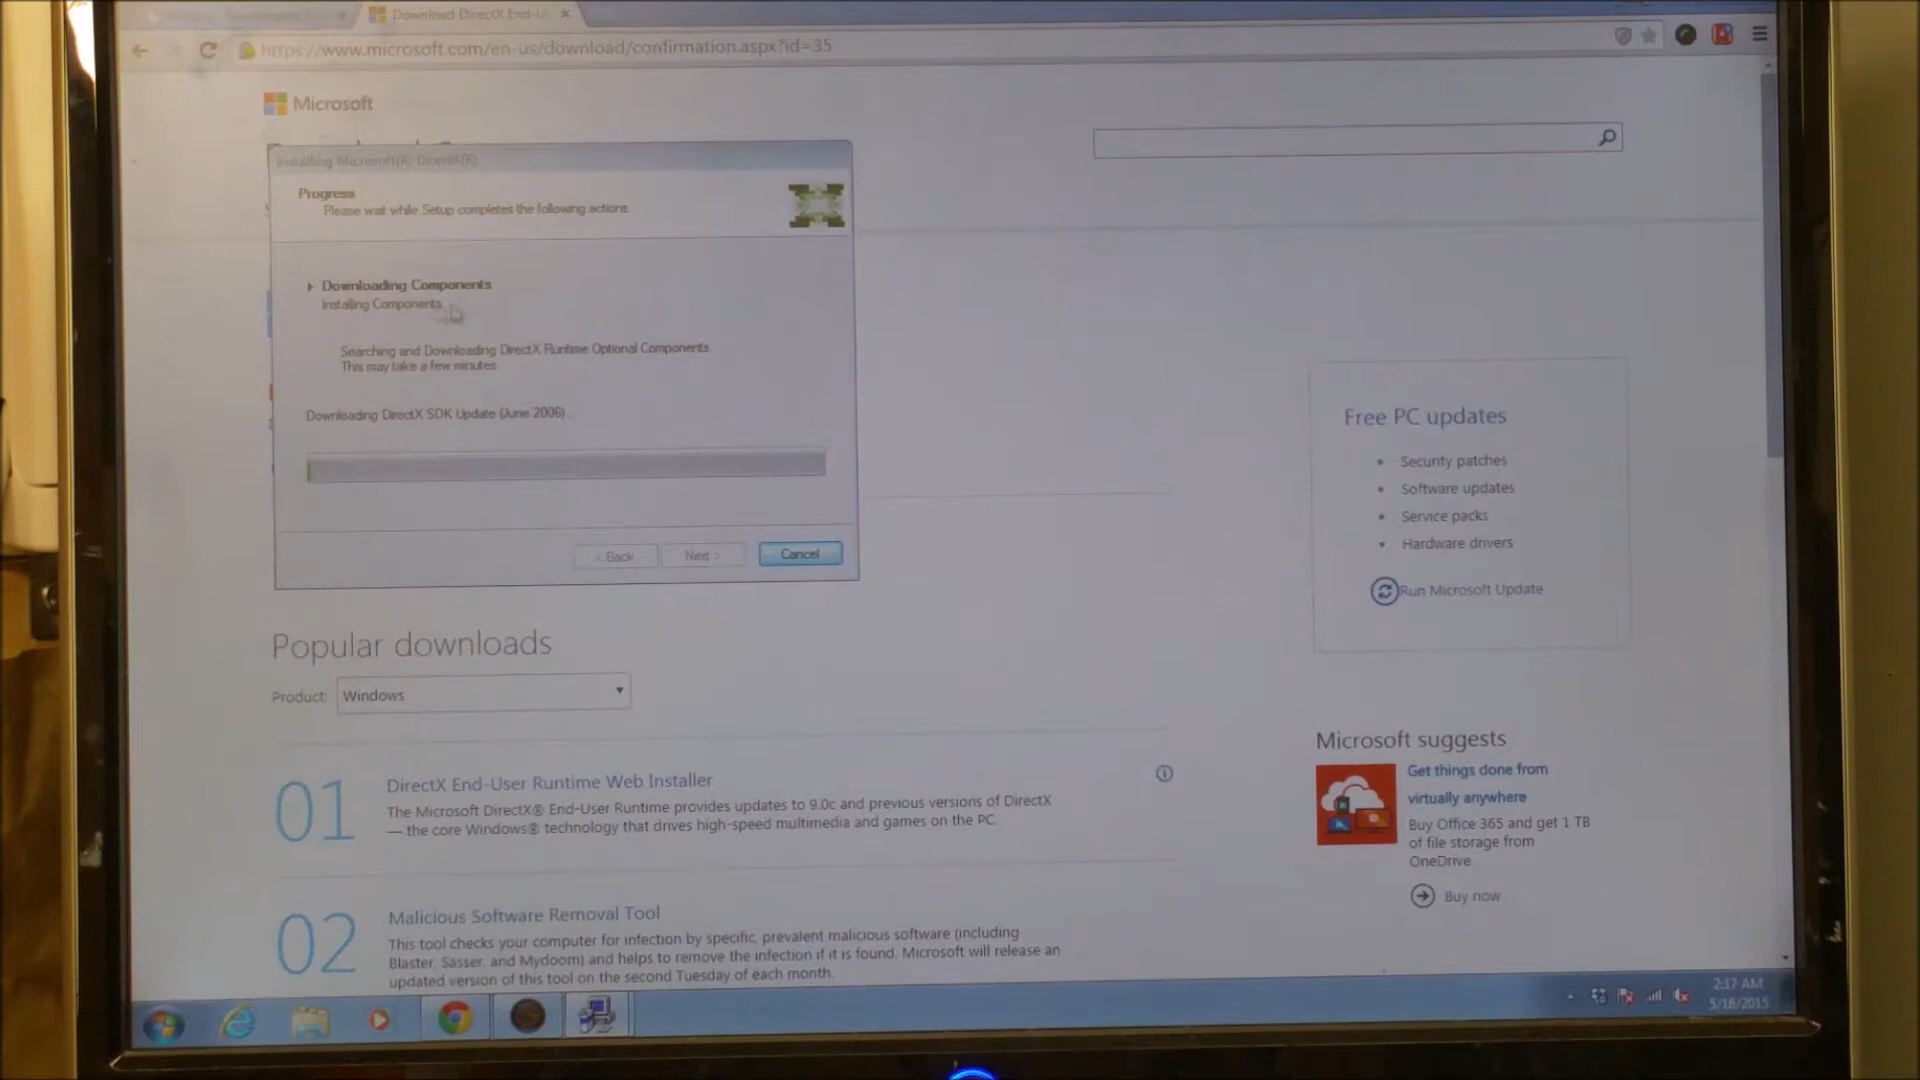 Download DirectX End-Us
https://www.microsoft.com/en-us/download/confirmation.aspx?id=35
Microsoft
Installing Microsoft(R) DirectX(R)
Progress
Please wait while Setup completes the following actions.
Downloading Components
Installing Components
Searching and Downloading DirectX Runtime Optional Components.
This may take a few minutes.
Downloading DirectX SDK Update (June 2006) ..
< Back
Next >
Cancel
Free PC updates
• Security patches
• Software updates
• Service packs
• Hardware drivers
Run Microsoft Update
Popular downloads
Product: Windows
01
DirectX End-User Runtime Web Installer
The Microsoft DirectX® End-User Runtime provides updates to 9.0c and previous versions of DirectX
— the core Windows® technology that drives high-speed multimedia and games on the PC.
02
Malicious Software Removal Tool
This tool checks your computer for infection by specific, prevalent malicious software (including
Blaster, Sasser, and Mydoom) and helps to remove the infection if it is found. Microsoft will release an
updated version of this tool on the second Tuesday of each month.
Microsoft suggests
Get things done from
virtually anywhere
Buy Office 365 and get 1 TB
of file storage from
OneDrive.
Buy now
2:17 AM
5/16/2015